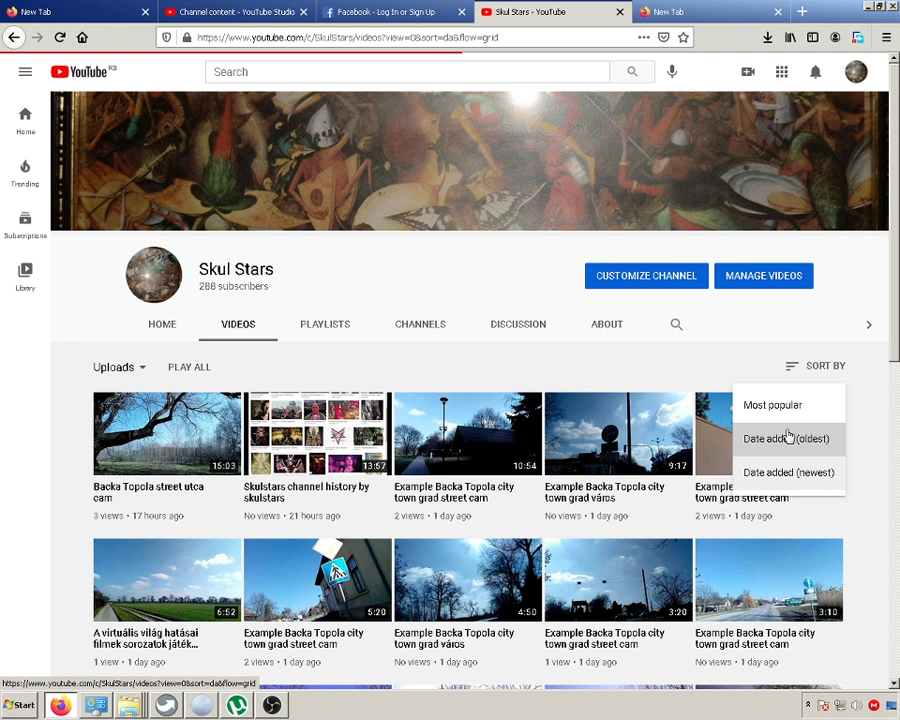 New Tab
Channel content - YouTube Studio
Facebook - Log In or Sign Up
Skul Stars - YouTube
New Tab
https://www.youtube.com/c/SkulStars/videos?view=0&sort=da&flow=grid
YouTube RS
Search
Home
Trending
Subscriptions
Library
Skul Stars
288 subscribers
CUSTOMIZE CHANNEL
MANAGE VIDEOS
HOME
VIDEOS
PLAYLISTS
CHANNELS
DISCUSSION
ABOUT
Uploads
PLAY ALL
SORT BY
Most popular
Date added (oldest)
Date added (newest)
15:03
13:57
10:54
9:17
Backa Topola street utca
cam
3 views • 17 hours ago
Skulstars channel history by
skulstars
No views • 21 hours ago
Example Backa Topola city
town grad street cam
2 views • 1 day ago
Example Backa Topola city
town grad város
No views • 1 day ago
town grad street cam
2 views • 1 day ago
6:52
5:20
4:50
3:20
3:10
A virtuális világ hatásai
filmek sorozatok játék...
1 view • 1 day ago
Example Backa Topola city
town grad street cam
2 views • 1 day ago
Example Backa Topola city
town grad város
No views • 1 day ago
Example Backa Topola city
town grad street cam
1 view • 1 day ago
Example Backa Topola city
town grad street cam
No views • 1 day ago
https://www.youtube.com/c/SkulStars/videos?view=0&sort=da&flow=grid
Start